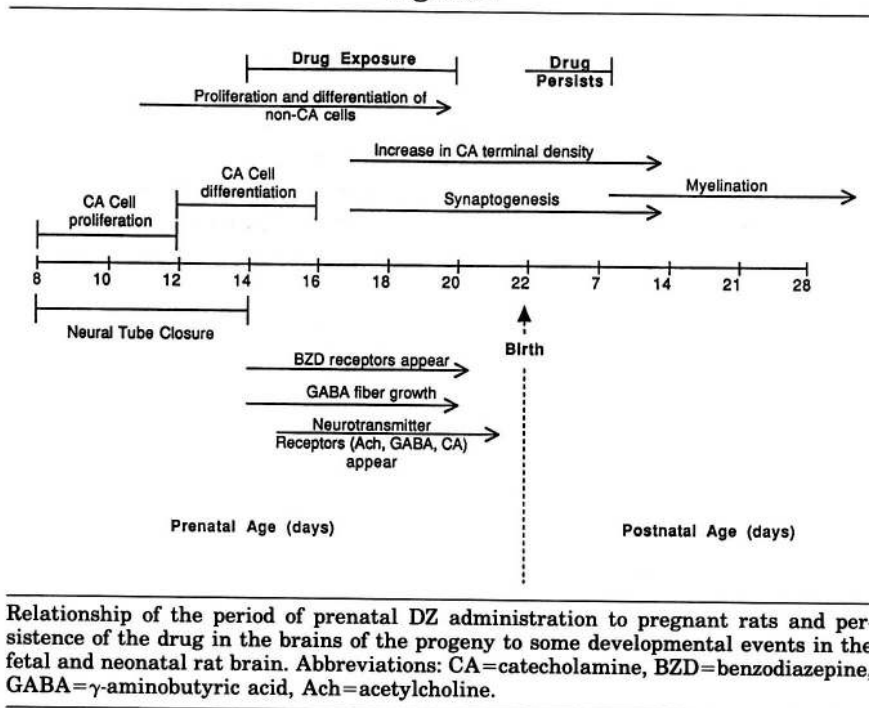 Drug Exposure
Drug
Persists
Proliferation and differentiation of
non-CA cells
Increase in CA terminal density
CA Cell
differentiation
Myelination
CA Cell
proliferation
Synaptogenesis
8 10 12 14 16 18 20 22 7 14 21 28
Neural Tube Closure
Birth
BZD receptors appear
GABA fiber growth
Neurotransmitter
Receptors (Ach, GABA, CA)
appear
Prenatal Age (days)
Postnatal Age (days)
Relationship of the period of prenatal DZ administration to pregnant rats and per-
sistence of the drug in the brains of the progeny to some developmental events in the
fetal and neonatal rat brain. Abbreviations: CA=catecholamine, BZD=benzodiazepine,
GABA=γ-aminobutyric acid, Ach=acetylcholine.